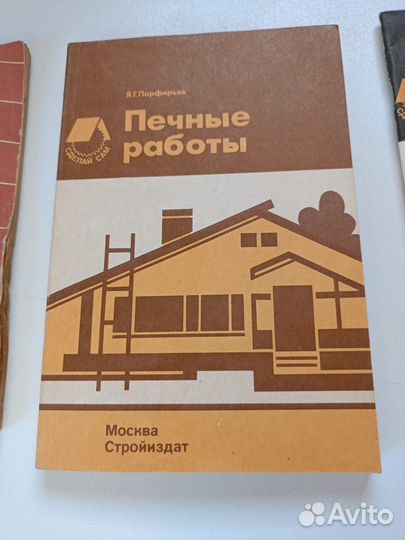 Я.Г.Порфирьев
СДЕЛАЙ САМ
Печные
работы
Москва
Стройиздат
Avito